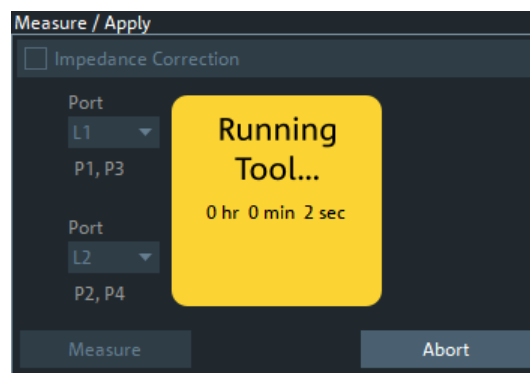 Measure / Apply
Impedance Correction
Port
L1
P1, P3
Running
Tool...
0 hr 0 min 2 sec
Port
L2
P2, P4
Measure
Abort